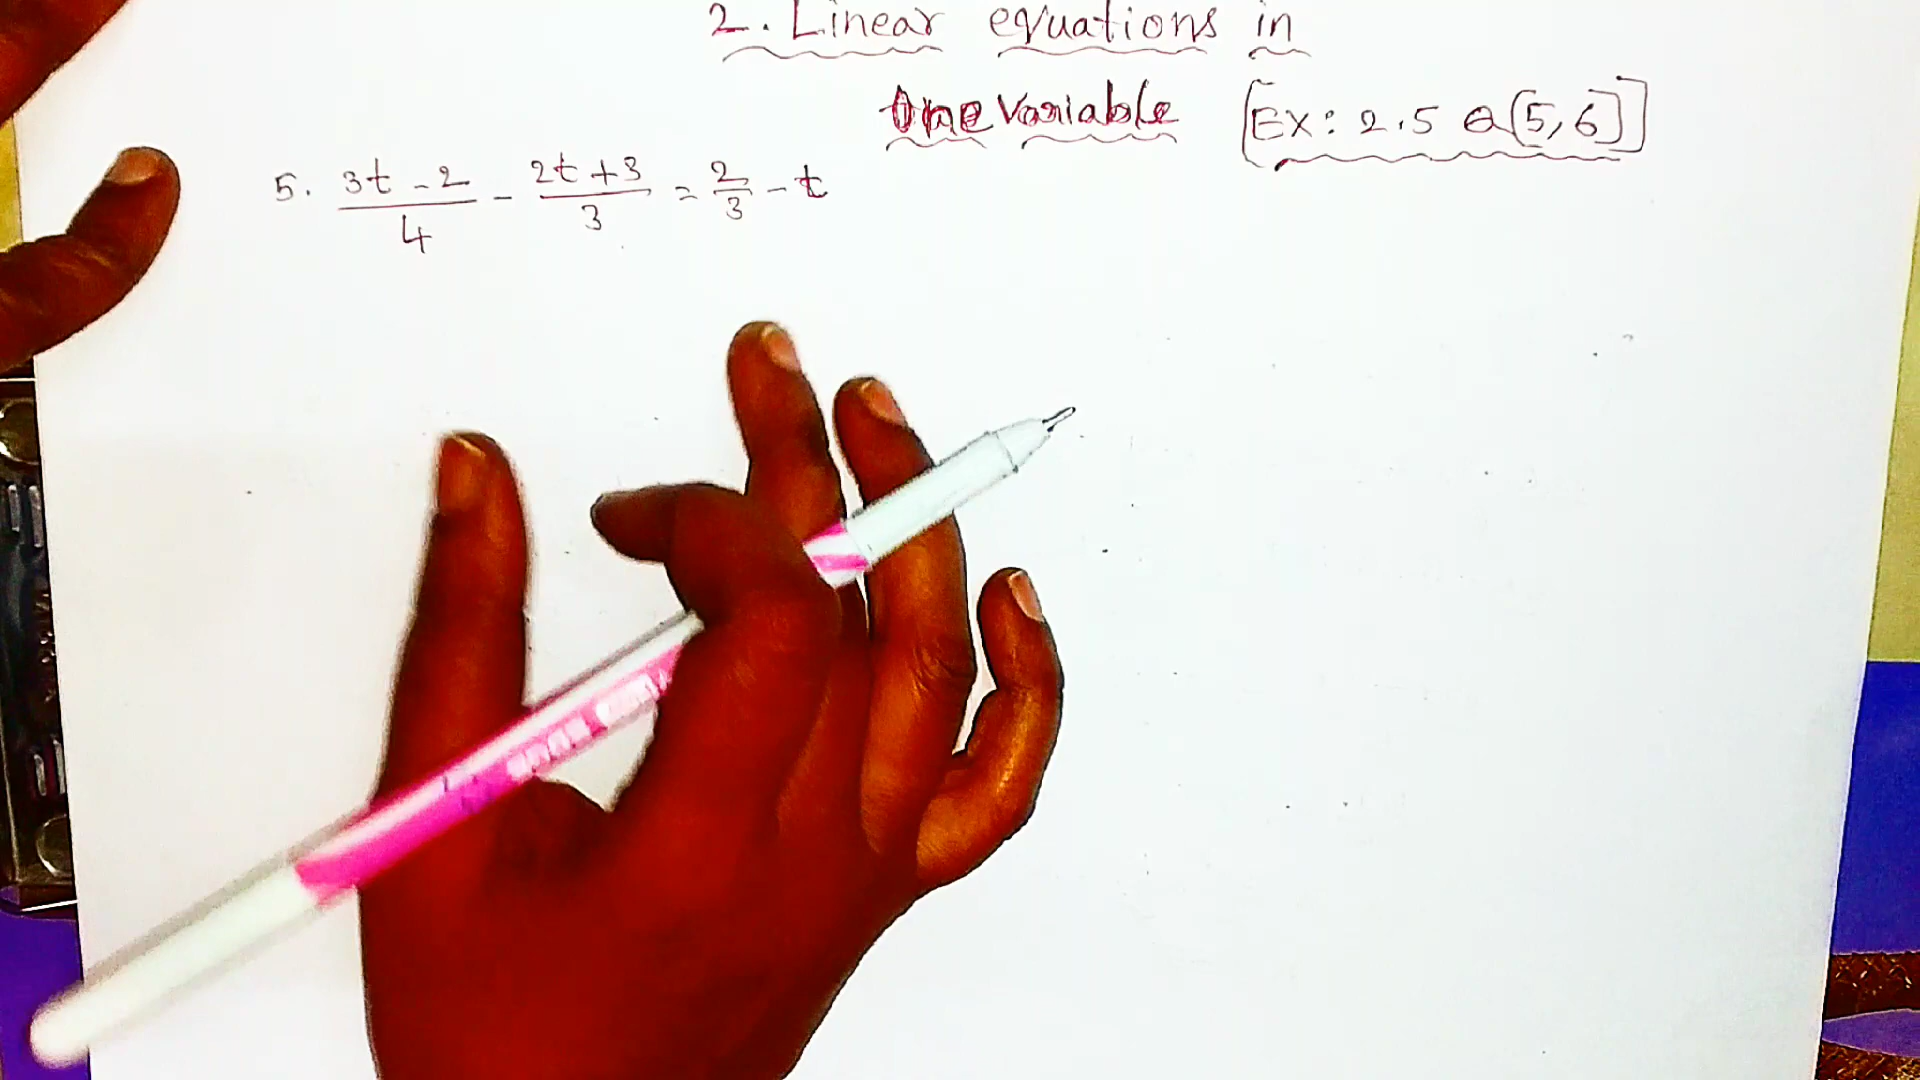 2. Linear equations in
One Variable [Ex: 2.5 Q[5,6]]
5. 3t - 2 / 4 - 2t + 3 / 3 = 2/3 - t